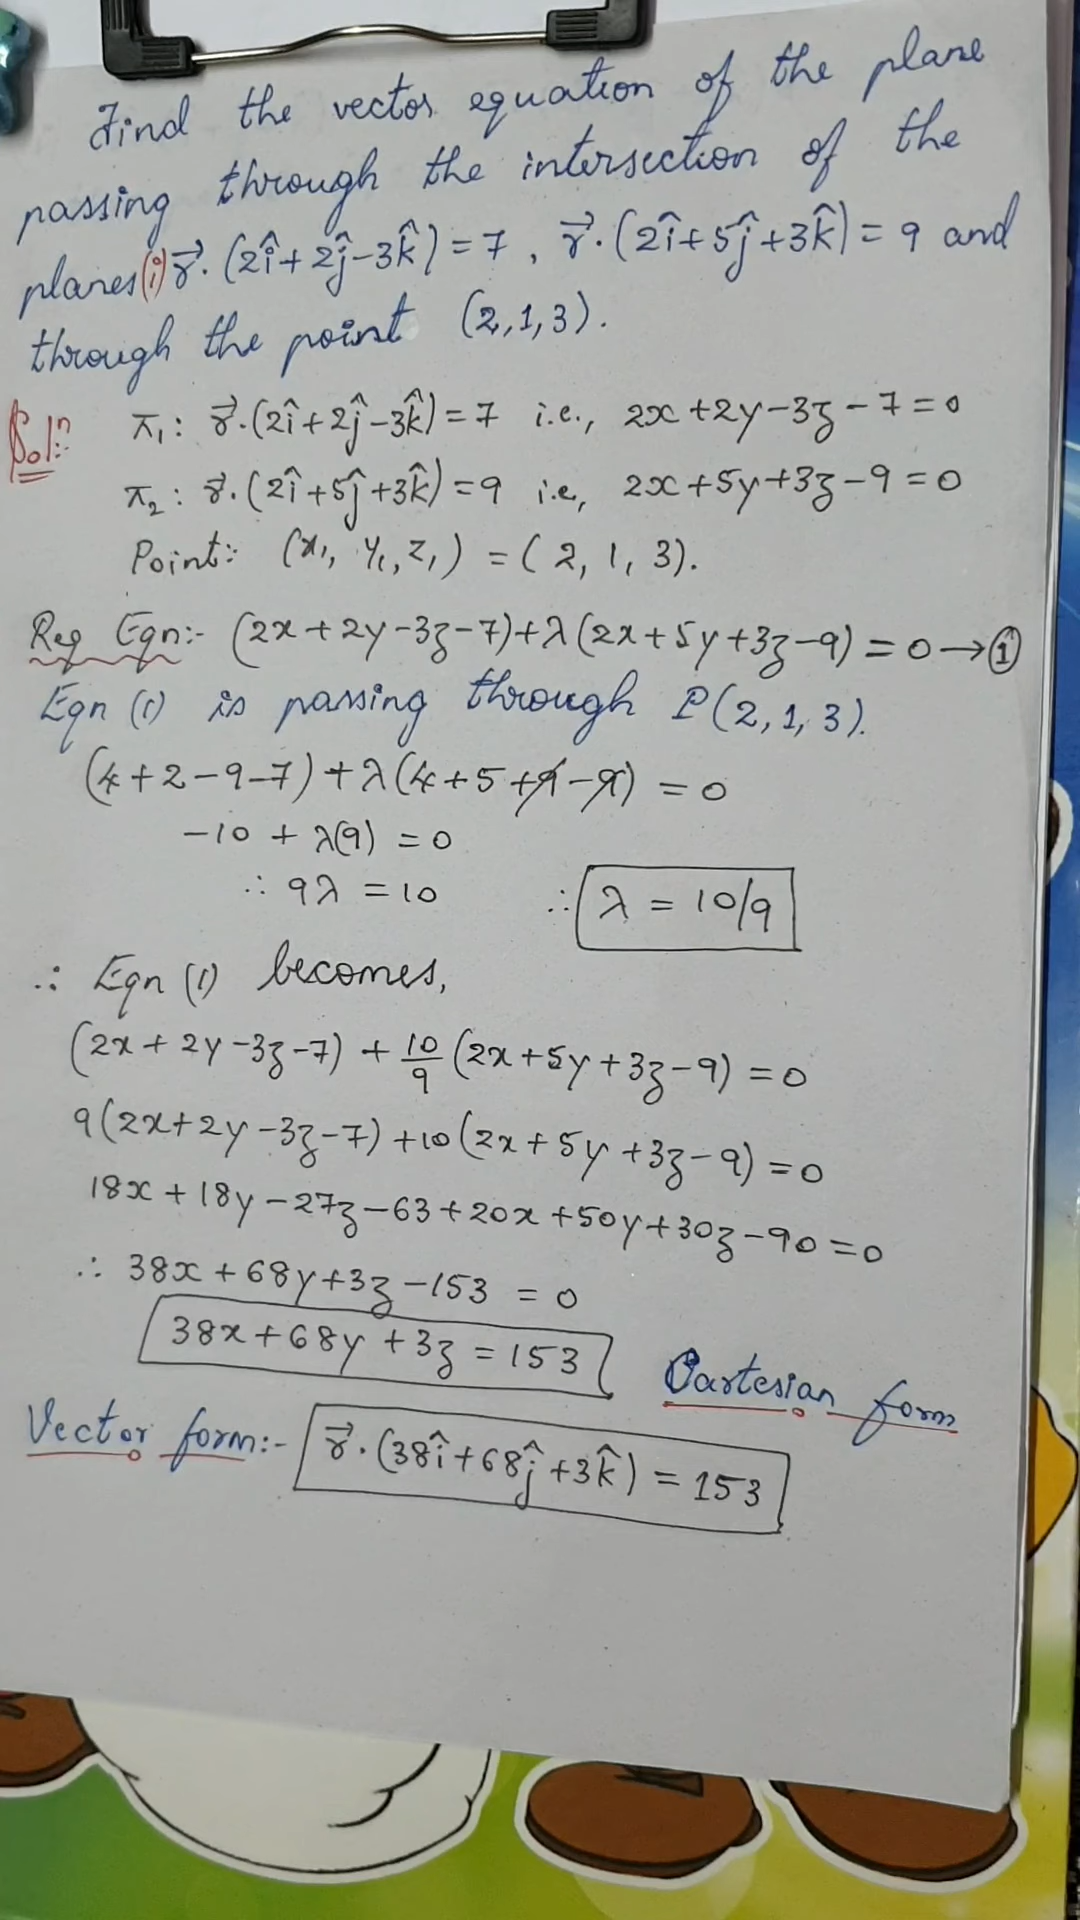 Find the vector equation of the plane
passing through the intersection of the
planes (i) r⃗.(2î+2ĵ-3k̂)=7, r⃗.(2î+5ĵ+3k̂)=9 and
through the point (2,1,3).
Sol:n π₁: r⃗.(2î+2ĵ-3k̂)=7 i.e., 2x+2y-3z-7=0
π₂: r⃗.(2î+5ĵ+3k̂)=9 i.e, 2x+5y+3z-9=0
Point:- (x₁, y₁, z₁) = (2, 1, 3).
Req Eqn:- (2x+2y-3z-7)+λ(2x+5y+3z-9)=0→①
Eqn (1) is passing through P(2,1,3).
(4+2-9-7)+λ(4+5+9-9)=0
-10+λ(9)=0
∴ 9λ=10 ∴ λ = 10/9
∴ Eqn (1) becomes,
(2x+2y-3z-7)+10/9(2x+5y+3z-9)=0
9(2x+2y-3z-7)+10(2x+5y+3z-9)=0
18x+18y-27z-63+20x+50y+30z-90=0
∴ 38x+68y+3z-153=0
38x+68y+3z=153 Cartesian form
Vector form:- r⃗.(38î+68ĵ+3k̂)=153